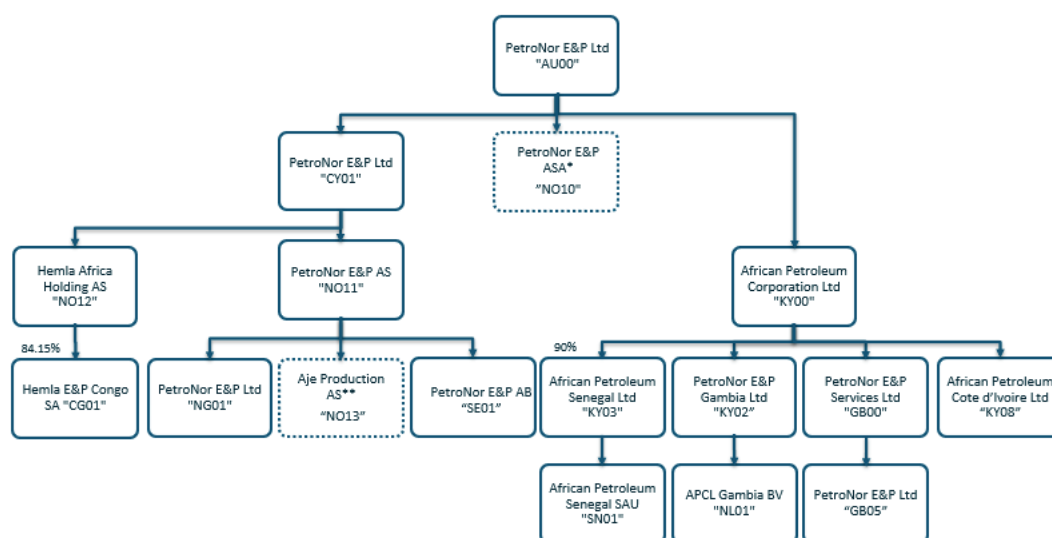 PetroNor E&P Ltd
"AU00"
PetroNor E&P Ltd
"CY01"
PetroNor E&P
ASA*
"NO10"
Hemla Africa
Holding AS
"NO12"
PetroNor E&P AS
"NO11"
African Petroleum
Corporation Ltd
"KY00"
84.15%
90%
Hemla E&P Congo
SA "CG01"
PetroNor E&P Ltd
"NG01"
Aje Production
AS**
"NO13"
PetroNor E&P AB
"SE01"
African Petroleum
Senegal Ltd
"KY03"
PetroNor E&P
Gambia Ltd
"KY02"
PetroNor E&P
Services Ltd
"GB00"
African Petroleum
Cote d'Ivoire Ltd
"KY08"
African Petroleum
Senegal SAU
"SN01"
APCL Gambia BV
"NL01"
PetroNor E&P Ltd
"GB05"